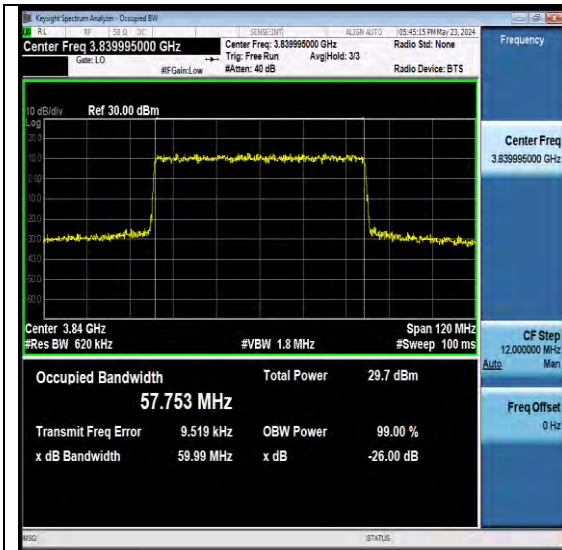 Keysight Spectrum Analyzer - Occupied BW
RL RF 50 Ω DC SENSE:INT ALIGN AUTO 05:45:15 PM May 23, 2024
Center Freq 3.839995000 GHz
Center Freq: 3.839995000 GHz
Radio Std: None
Frequency
Gate: LO
Trig: Free Run
Avg|Hold: 3/3
#IFGain:Low
#Atten: 40 dB
Radio Device: BTS
10 dB/div
Ref 30.00 dBm
Log
20.0
10.0
0.00
-10.0
-20.0
-30.0
-40.0
-50.0
-60.0
Center Freq
3.839995000 GHz
Center 3.84 GHz
Span 120 MHz
#Res BW 620 kHz
#VBW 1.8 MHz
#Sweep 100 ms
CF Step
12.000000 MHz
Auto Man
Occupied Bandwidth
Total Power
29.7 dBm
57.753 MHz
Freq Offset
0 Hz
Transmit Freq Error
9.519 kHz
OBW Power
99.00 %
x dB Bandwidth
59.99 MHz
x dB
-26.00 dB
MSG
STATUS